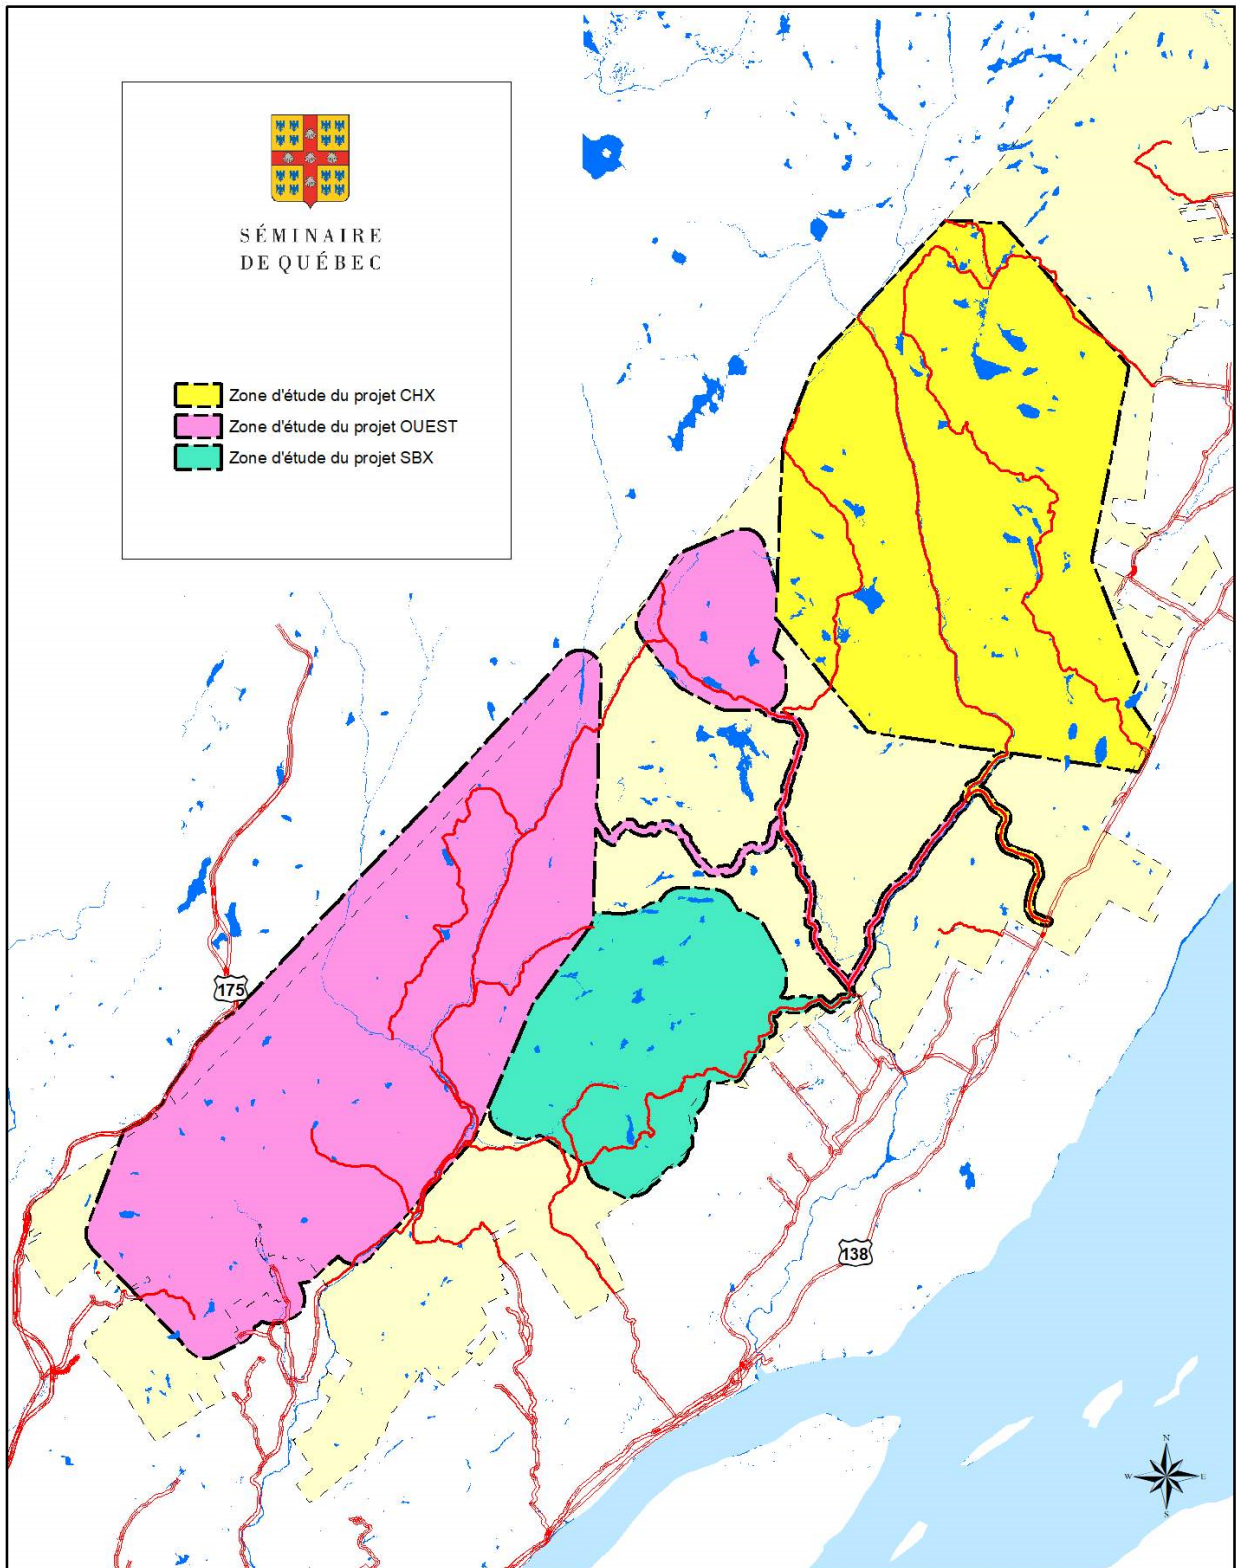 SÉMINAIRE
DE QUÉBEC
Zone d'étude du projet CHX
Zone d'étude du projet OUEST
Zone d'étude du projet SBX
175
138
N
W
E
S